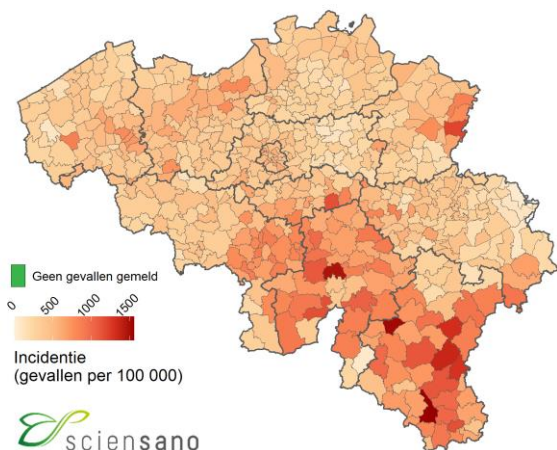 Geen gevallen gemeld
0 500 1000 1500
Incidentie
(gevallen per 100 000)
sciensano